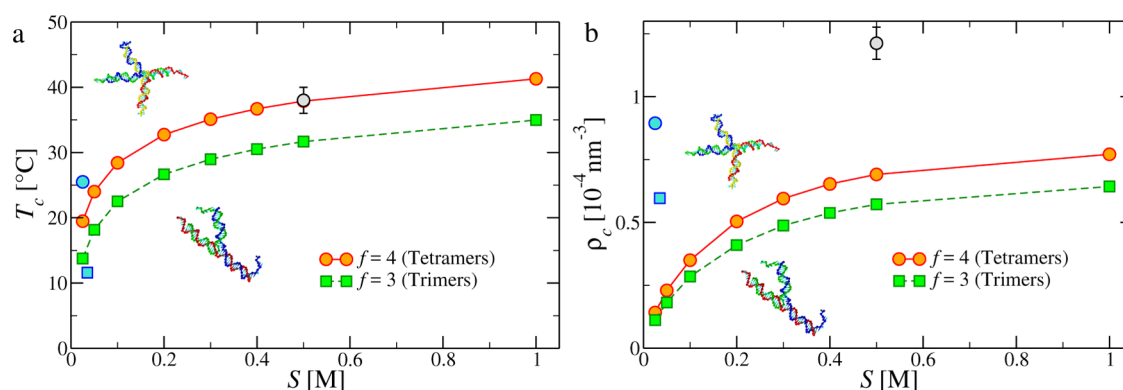 a
T_c [°C]
50
40
30
20
10
0
0 0.2 0.4 0.6 0.8 1
S [M]
f = 4 (Tetramers)
f = 3 (Trimers)
b
ρ_c [10⁻⁴ nm⁻³]
1
0.5
0
0 0.2 0.4 0.6 0.8 1
S [M]
f = 4 (Tetramers)
f = 3 (Trimers)